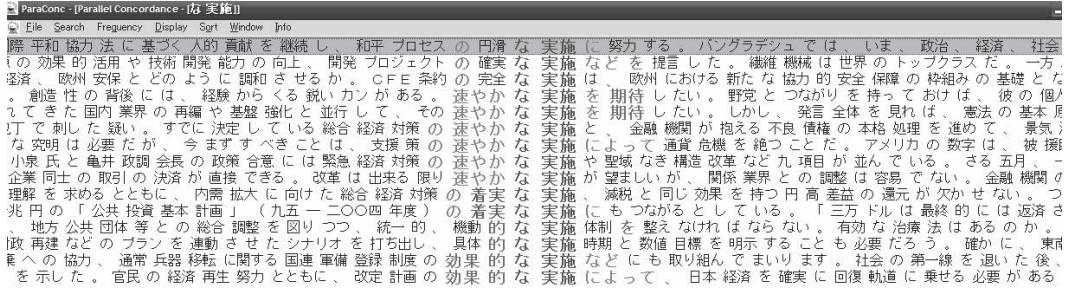 ParaConc - [Parallel Concordance - [な 実施]]
File Search Frequency Display Sort Window Info
際 平和 協力 法 に 基づく 人的 貢献 を 継続 し 、 和平 プロセス の 円滑 な 実施 に 努力 する 。 バングラデシュ で は 、 いま 、 政治 、 経済 、 社会
の 効果 的 活用 や 技術 開発 能力 の 向上 、 開発 プロジェクト の 確実 な 実施 など を 提言 した 。 繊維 機械 は 世界 の トップクラス だ 。 一方
経済 、 欧州 安保 と どの ように 調和 させる か 。 CFE 条約 の 完全 な 実施 は 、 欧州 における 新た な 協力 的 安全 保障 の 枠組み の 基礎 と な
。 創造 性 の 背後 に は 、 経験 から くる 鋭い カン が ある 。 速やか な 実施 を 期待 したい 。 野党 と つながり を 持っ て おけ ば 、 彼 の 個人
て き た 国内 業界 の 再編 や 基盤 強化 と 並行 し て 、 その 速やか な 実施 を 期待 したい 。 しかし 、 発言 全体 を 見れ ば 、 憲法 の 基本 原
丁 で 刺し た 疑い 。 すでに 決定 し て いる 総合 経済 対策 の 速やか な 実施 と 、 金融 機関 が 抱える 不良 債権 の 本格 処理 を 進め て 、 景気
な 究明 は 必要 だ が 、 今 まず す べき こと は 、 支援 策 の 速やか な 実施 によって 通貨 危機 を 絶つ こと だ 。 アメリカ の 数字 は 、 被 援
小泉 氏 と 亀井 政調 会長 の 政策 合意 に は 緊急 経済 対策 の 速やか な 実施 や 聖域 なき 構造 改革 など 九 項目 が 並ん で いる 。 さる 五月 、 一
企業 同士 の 取引 の 決済 が 直接 できる 。 改革 は 出来る 限り 速やか な 実施 が 望ましい が 、 関係 業界 と の 調整 は 容易 で ない 。 金融 機関 の
理解 を 求める とともに 、 内需 拡大 に 向け た 総合 経済 対策 の 着実 な 実施 、 減税 と 同じ 効果 を 持つ 円 高 差益 の 還元 が 欠か せ ない 。 つ
兆 円 の 「 公共 投資 基本 計画 」 （ 九五 一 二〇〇四 年度 ） の 着実 な 実施 に も つながる と し て いる 。 「 三万 ドル は 最終 的 に は 返済 さ
、 地方 公共 団体 等 と の 総合 調整 を 図り つつ 、 統一 的 、 機動 的 な 実施 体制 を 整え なけれ ば なら ない 。 有効 な 治療 法 は ある の か 。
政 再建 など の プラン を 連動 さ せ た シナリオ を 打ち出し 、 具体 的 な 実施 時期 と 数値 目標 を 明示 する こと も 必要 だろう 。 確か に 、 東南
へ の 協力 、 通常 兵器 移転 に関する 国連 軍備 登録 制度 の 効果 的 な 実施 など に も 取り組ん で まいり ます 。 社会 の 第一線 を 退い た 後 、
を 示し た 。 官民 の 経済 再生 努力 とともに 、 改定 計画 の 効果 的 な 実施 によって 、 日本 経済 を 確実 に 回復 軌道 に 乗せる 必要 が ある